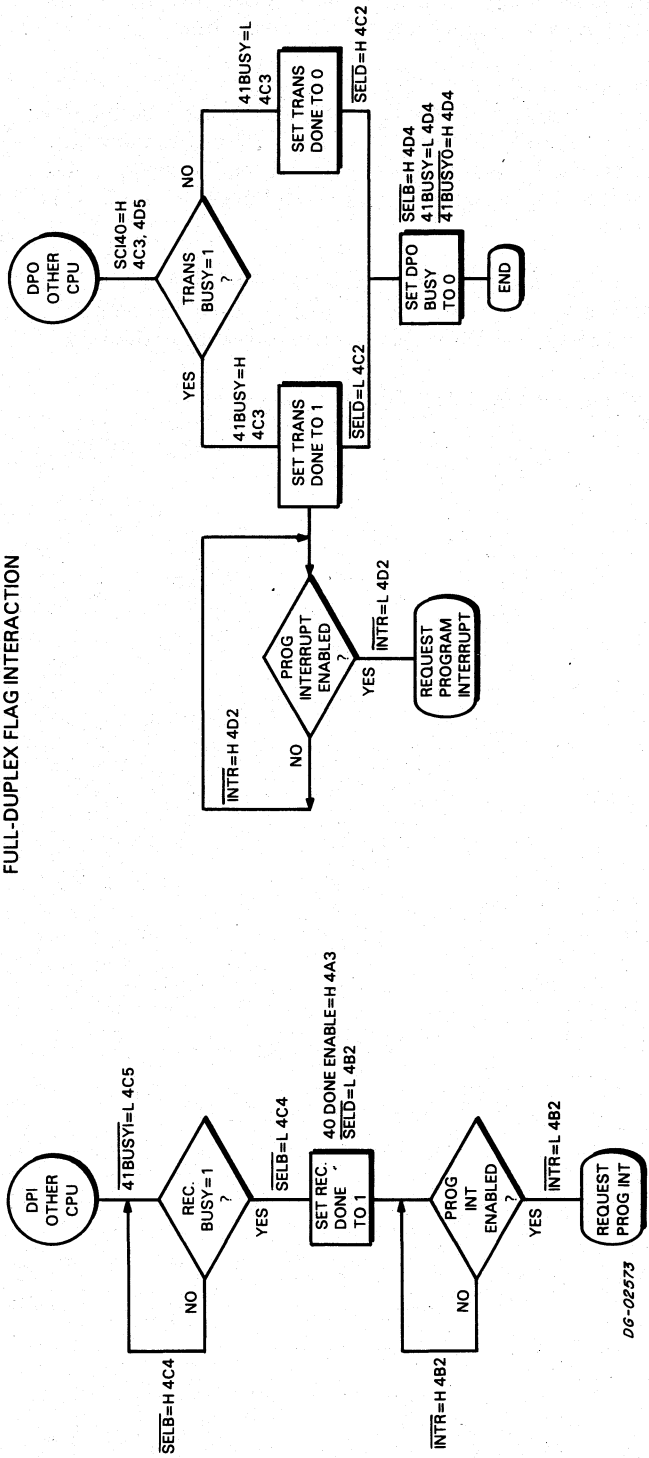 FULL-DUPLEX FLAG INTERACTION
DPI
OTHER
CPU
41BUSYI=L 4C5
REC.
BUSY=1
?
NO
SELB=H 4C4
YES
SELB=L 4C4
SET REC.
DONE
TO 1
40 DONE ENABLE=H 4A3
SELD=L 4B2
PROG
INT
ENABLED
?
NO
INTR=H 4B2
YES
INTR=L 4B2
REQUEST
PROG INT
DG-02573
DPO
OTHER
CPU
SCI40=H
4C3, 4D5
TRANS
BUSY=1
?
YES
41BUSY=H
4C3
NO
41BUSY=L
4C3
SET TRANS
DONE TO 1
SELD=L 4C2
SET TRANS
DONE TO 0
SELD=H 4C2
PROG
INTERRUPT
ENABLED
?
NO
INTR=H 4D2
YES
INTR=L 4D2
REQUEST
PROGRAM
INTERRUPT
SET DPO
BUSY
TO 0
SELB=H 4D4
41BUSY=L 4D4
41BUSYO=H 4D4
END